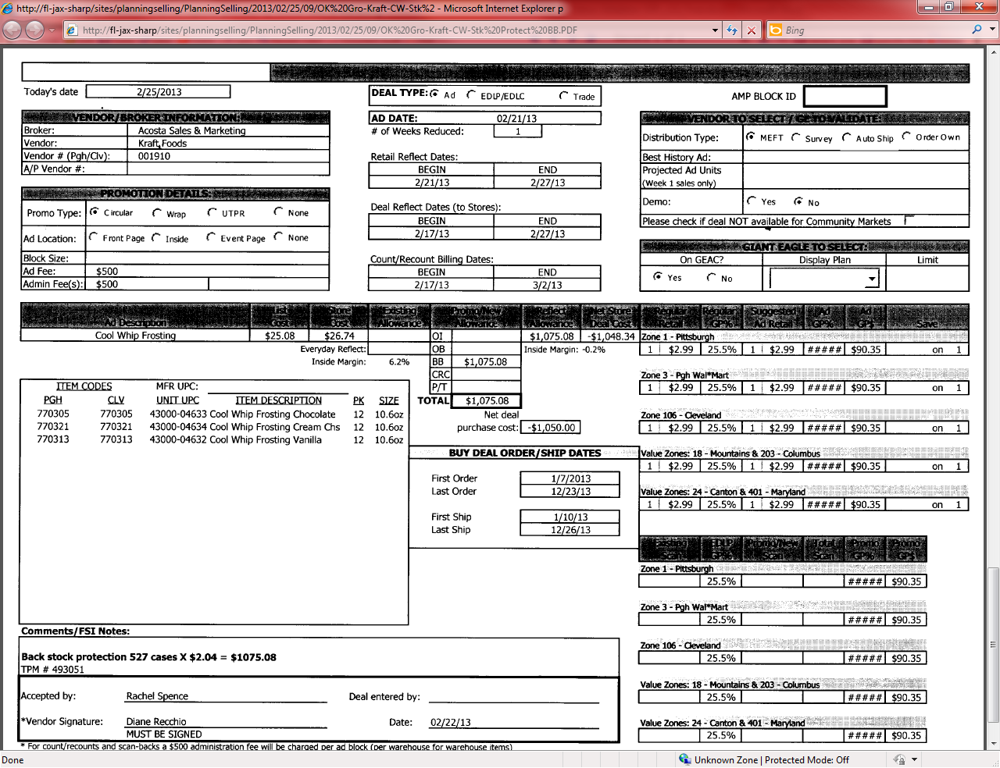 http://fl-jax-sharp/sites/planningselling/PlanningSelling/2013/02/25/09/OK%20Gro-Kraft-CW-Stk%2 - Microsoft Internet Explorer p
http://fl-jax-sharp/sites/planningselling/PlanningSelling/2013/02/25/09/OK%20Gro-Kraft-CW-Stk%20Protect%20BB.PDF
Bing
Today's date 2/25/2013
DEAL TYPE: Ad EDLP/EDLC Trade
AMP BLOCK ID
VENDOR/BROKER INFORMATION:
Broker: Acosta Sales & Marketing
Vendor: Kraft Foods
Vendor # (Pgh/Clv): 001910
A/P Vendor #:
AD DATE: 02/21/13
# of Weeks Reduced: 1
Retail Reflect Dates:
BEGIN END
2/21/13 2/27/13
Deal Reflect Dates (to Stores):
BEGIN END
2/17/13 2/27/13
Count/Recount Billing Dates:
BEGIN END
2/17/13 3/2/13
VENDOR TO SELECT / GE TO VALIDATE:
Distribution Type: MEFT Survey Auto Ship Order Own
Best History Ad:
Projected Ad Units
(Week 1 sales only)
Demo: Yes No
Please check if deal NOT available for Community Markets
PROMOTION DETAILS:
Promo Type: Circular Wrap UTPR None
Ad Location: Front Page Inside Event Page None
Block Size:
Ad Fee: $500
Admin Fee(s): $500
GIANT EAGLE TO SELECT:
On GEAC? Display Plan Limit
Yes No
Ad Description List Cost Store Cost Existing Allowance Promo/New Allowance Reflect Allowance Net Store Deal Cost Regular Retail Regular GP% Suggested Ad Retail Ad GP% Ad GP$ Save
Cool Whip Frosting $25.08 $26.74 OI $1,075.08 -$1,048.34
Everyday Reflect: OB Inside Margin: -0.2%
Inside Margin: 6.2% BB $1,075.08
CRC
P/T
TOTAL $1,075.08
Net deal
purchase cost: -$1,050.00
Zone 1 - Pittsburgh
1 $2.99 25.5% 1 $2.99 ##### $90.35 on 1
Zone 3 - Pgh Wal*Mart
1 $2.99 25.5% 1 $2.99 ##### $90.35 on 1
Zone 106 - Cleveland
1 $2.99 25.5% 1 $2.99 ##### $90.35 on 1
Value Zones: 18 - Mountains & 203 - Columbus
1 $2.99 25.5% 1 $2.99 ##### $90.35 on 1
Value Zones: 24 - Canton & 401 - Maryland
1 $2.99 25.5% 1 $2.99 ##### $90.35 on 1
ITEM CODES MFR UPC:
PGH CLV UNIT UPC ITEM DESCRIPTION PK SIZE
770305 770305 43000-04633 Cool Whip Frosting Chocolate 12 10.6oz
770321 770321 43000-04634 Cool Whip Frosting Cream Chs 12 10.6oz
770313 770313 43000-04632 Cool Whip Frosting Vanilla 12 10.6oz
BUY DEAL ORDER/SHIP DATES
First Order 1/7/2013
Last Order 12/23/13
First Ship 1/10/13
Last Ship 12/26/13
Existing Scan EDLP GP% Promo/New Scan Total Scan Promo GP% Promo GP$
Zone 1 - Pittsburgh
25.5% ##### $90.35
Zone 3 - Pgh Wal*Mart
25.5% ##### $90.35
Zone 106 - Cleveland
25.5% ##### $90.35
Value Zones: 18 - Mountains & 203 - Columbus
25.5% ##### $90.35
Value Zones: 24 - Canton & 401 - Maryland
25.5% ##### $90.35
Comments/FSI Notes:
Back stock protection 527 cases X $2.04 = $1075.08
TPM # 493051
Accepted by: Rachel Spence Deal entered by:
*Vendor Signature: Diane Recchio Date: 02/22/13
MUST BE SIGNED
* For count/recounts and scan-backs a $500 administration fee will be charged per ad block (per warehouse for warehouse items)
Done Unknown Zone | Protected Mode: Off